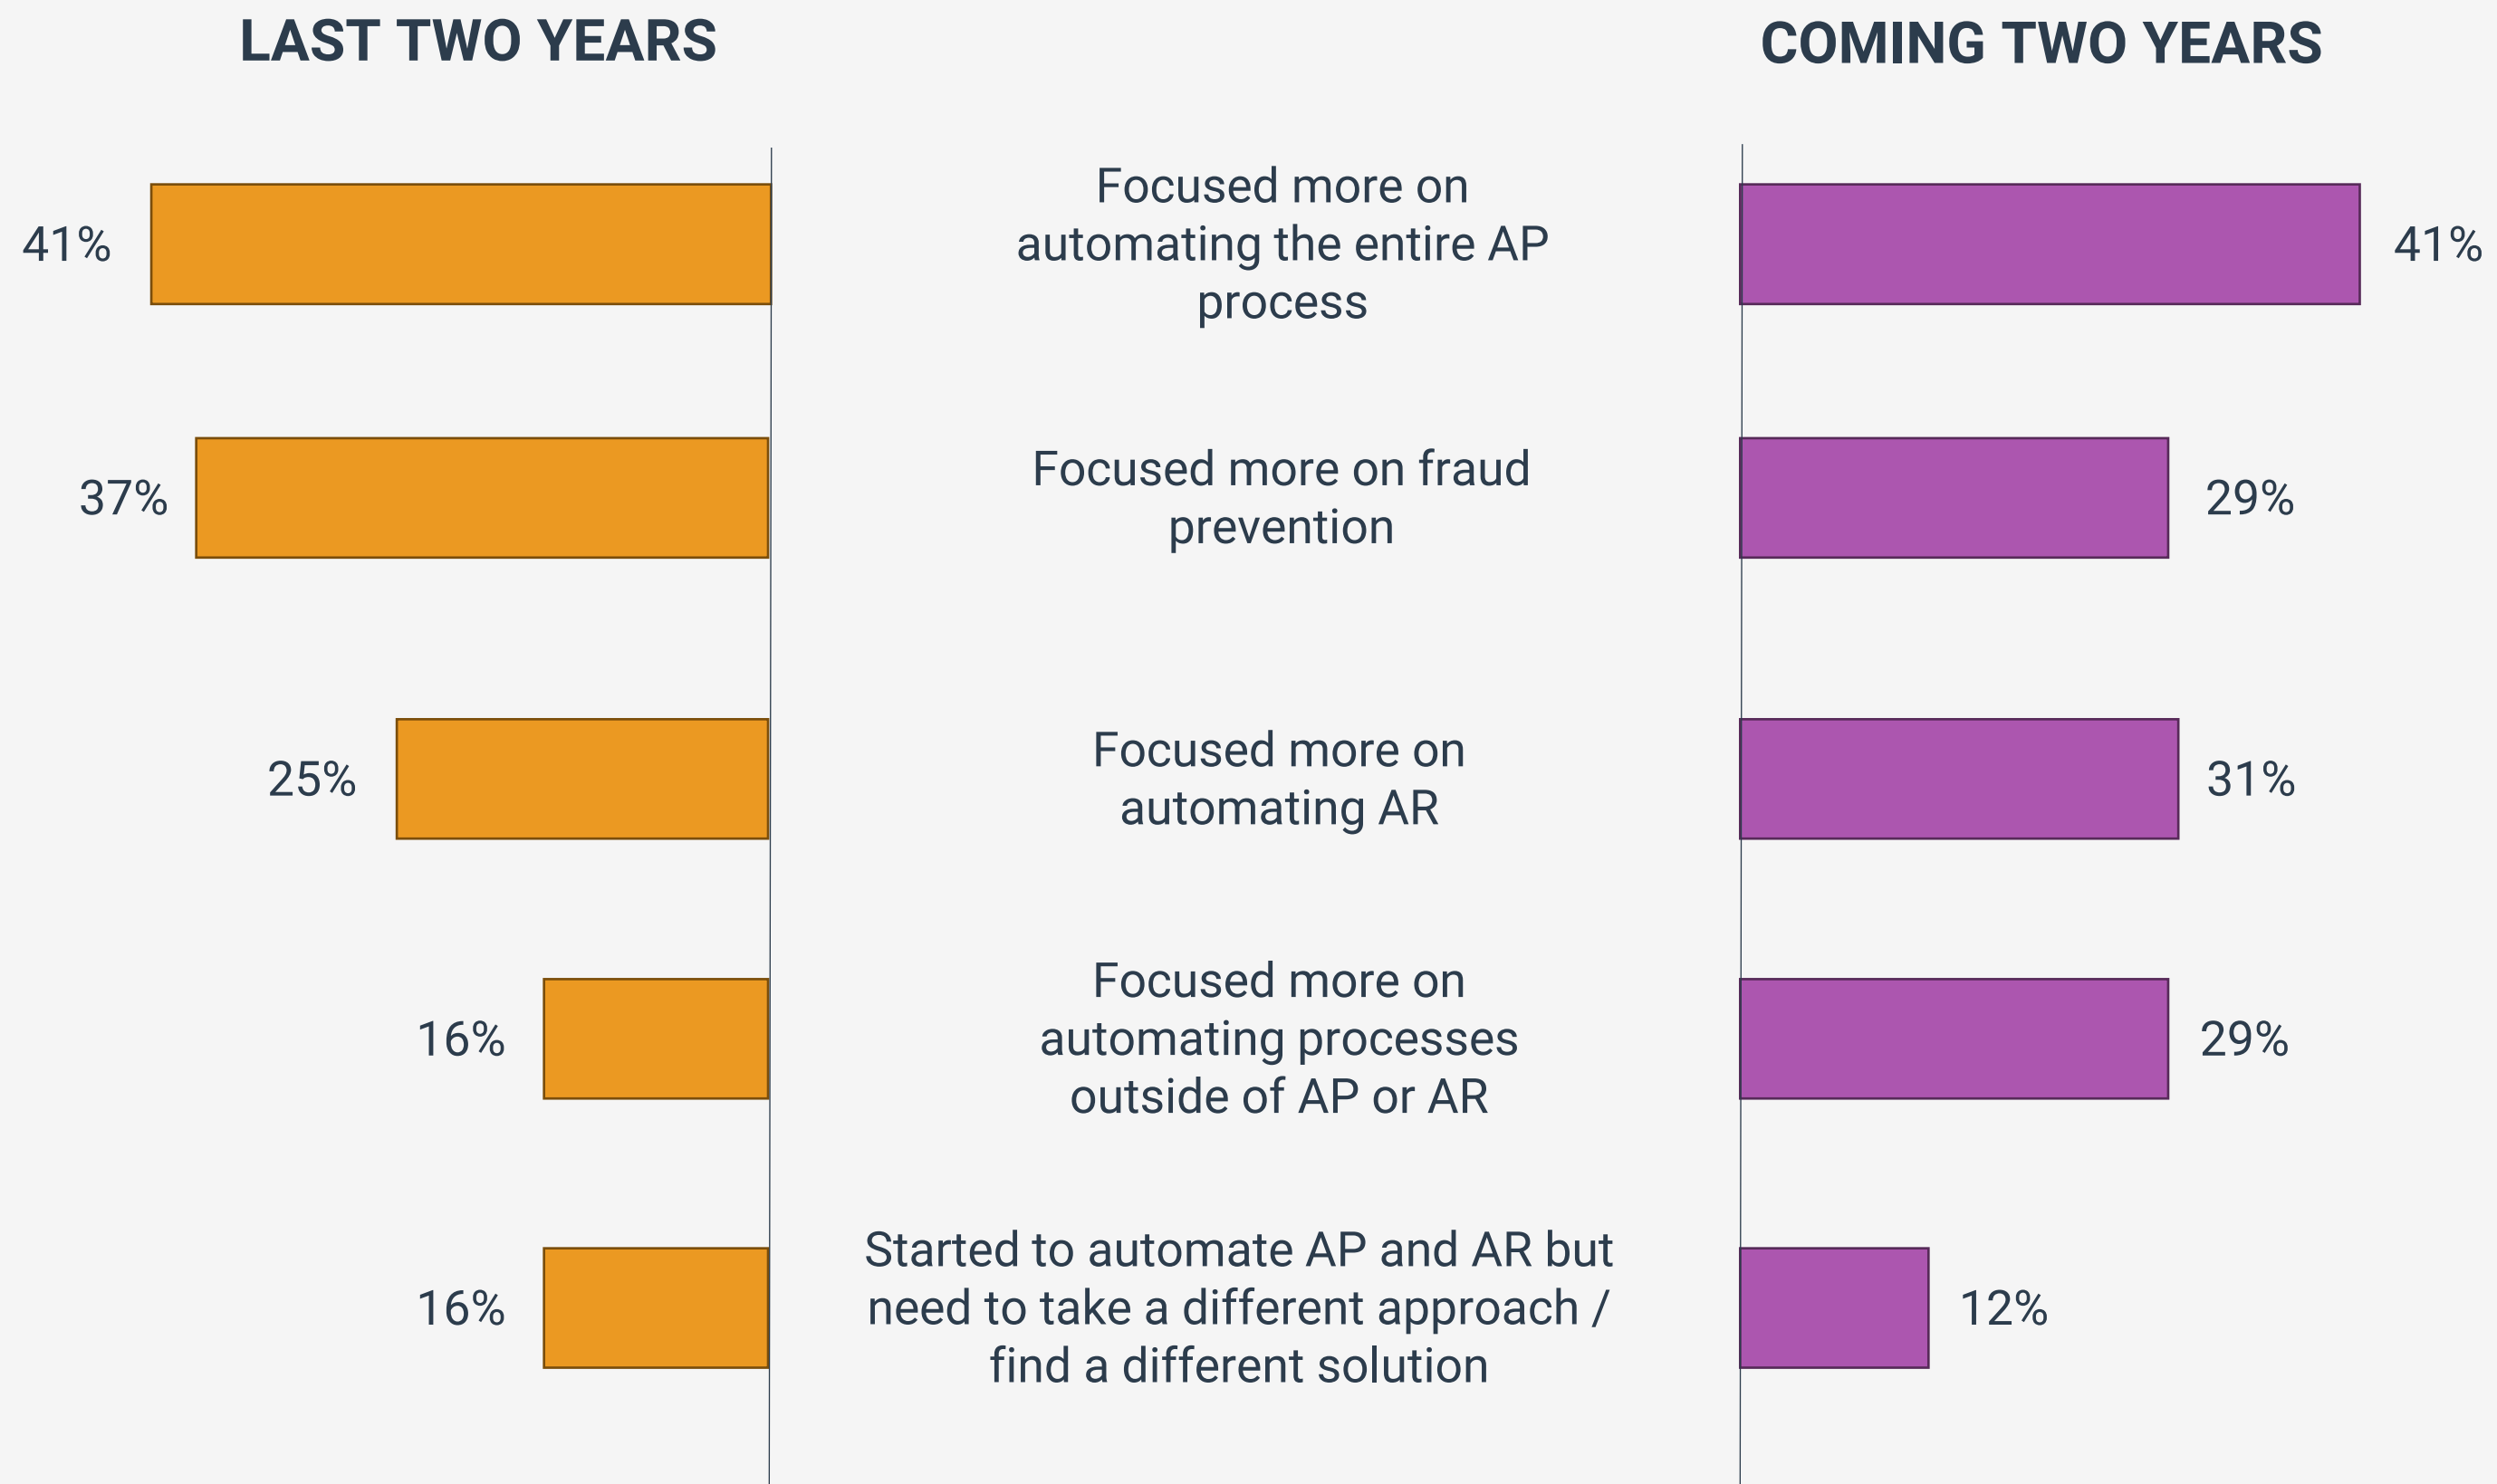 LAST TWO YEARS
COMING TWO YEARS
41%
Focused more on
automating the entire AP
process
41%
37%
Focused more on fraud
prevention
29%
25%
Focused more on
automating AR
31%
16%
Focused more on
automating processes
outside of AP or AR
29%
16%
Started to automate AP and AR but
need to take a different approach /
find a different solution
12%